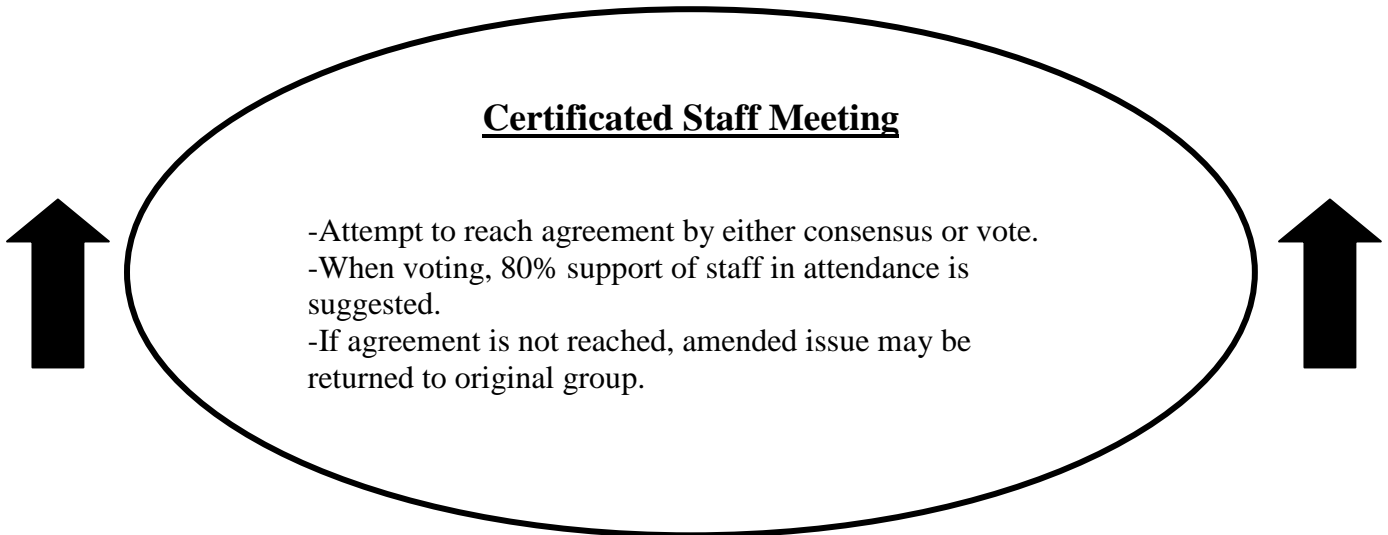 Certificated Staff Meeting
-Attempt to reach agreement by either consensus or vote.
-When voting, 80% support of staff in attendance is
suggested.
-If agreement is not reached, amended issue may be
returned to original group.